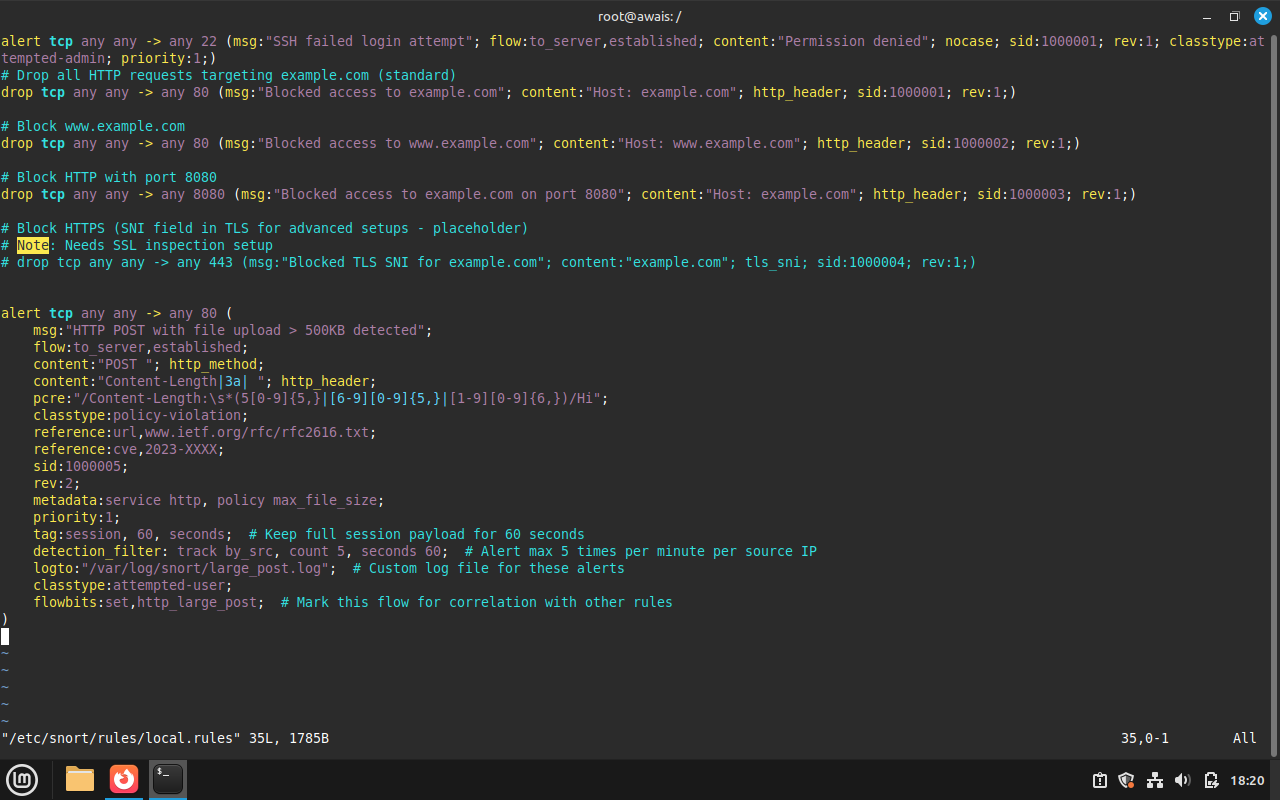 root@awais: /
alert tcp any any -> any 22 (msg:"SSH failed login attempt"; flow:to_server,established; content:"Permission denied"; nocase; sid:1000001; rev:1; classtype:at
tempted-admin; priority:1;)
# Drop all HTTP requests targeting example.com (standard)
drop tcp any any -> any 80 (msg:"Blocked access to example.com"; content:"Host: example.com"; http_header; sid:1000001; rev:1;)
# Block www.example.com
drop tcp any any -> any 80 (msg:"Blocked access to www.example.com"; content:"Host: www.example.com"; http_header; sid:1000002; rev:1;)
# Block HTTP with port 8080
drop tcp any any -> any 8080 (msg:"Blocked access to example.com on port 8080"; content:"Host: example.com"; http_header; sid:1000003; rev:1;)
# Block HTTPS (SNI field in TLS for advanced setups - placeholder)
# Note: Needs SSL inspection setup
# drop tcp any any -> any 443 (msg:"Blocked TLS SNI for example.com"; content:"example.com"; tls_sni; sid:1000004; rev:1;)
alert tcp any any -> any 80 (
    msg:"HTTP POST with file upload > 500KB detected";
    flow:to_server,established;
    content:"POST "; http_method;
    content:"Content-Length|3a| "; http_header;
    pcre:"/Content-Length:\s*(5[0-9]{5,}|[6-9][0-9]{5,}|[1-9][0-9]{6,})/Hi";
    classtype:policy-violation;
    reference:url,www.ietf.org/rfc/rfc2616.txt;
    reference:cve,2023-XXXX;
    sid:1000005;
    rev:2;
    metadata:service http, policy max_file_size;
    priority:1;
    tag:session, 60, seconds;  # Keep full session payload for 60 seconds
    detection_filter: track by_src, count 5, seconds 60;  # Alert max 5 times per minute per source IP
    logto:"/var/log/snort/large_post.log";  # Custom log file for these alerts
    classtype:attempted-user;
    flowbits:set,http_large_post;  # Mark this flow for correlation with other rules
)
~
~
~
~
~
"/etc/snort/rules/local.rules" 35L, 1785B 35,0-1 All
18:20